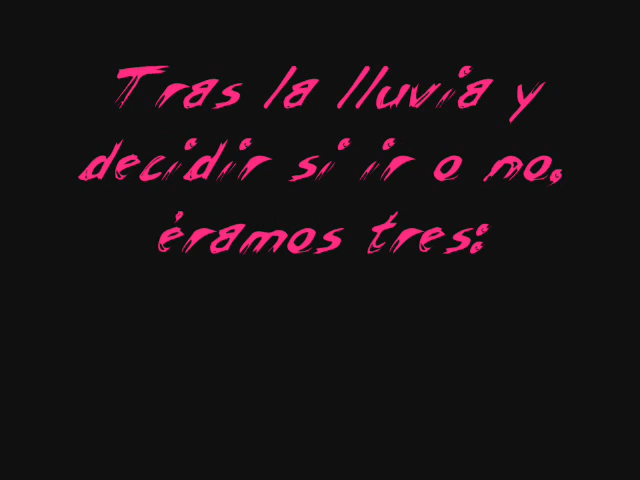 Tras la lluvia y
decidir si ir o no,
éramos tres: